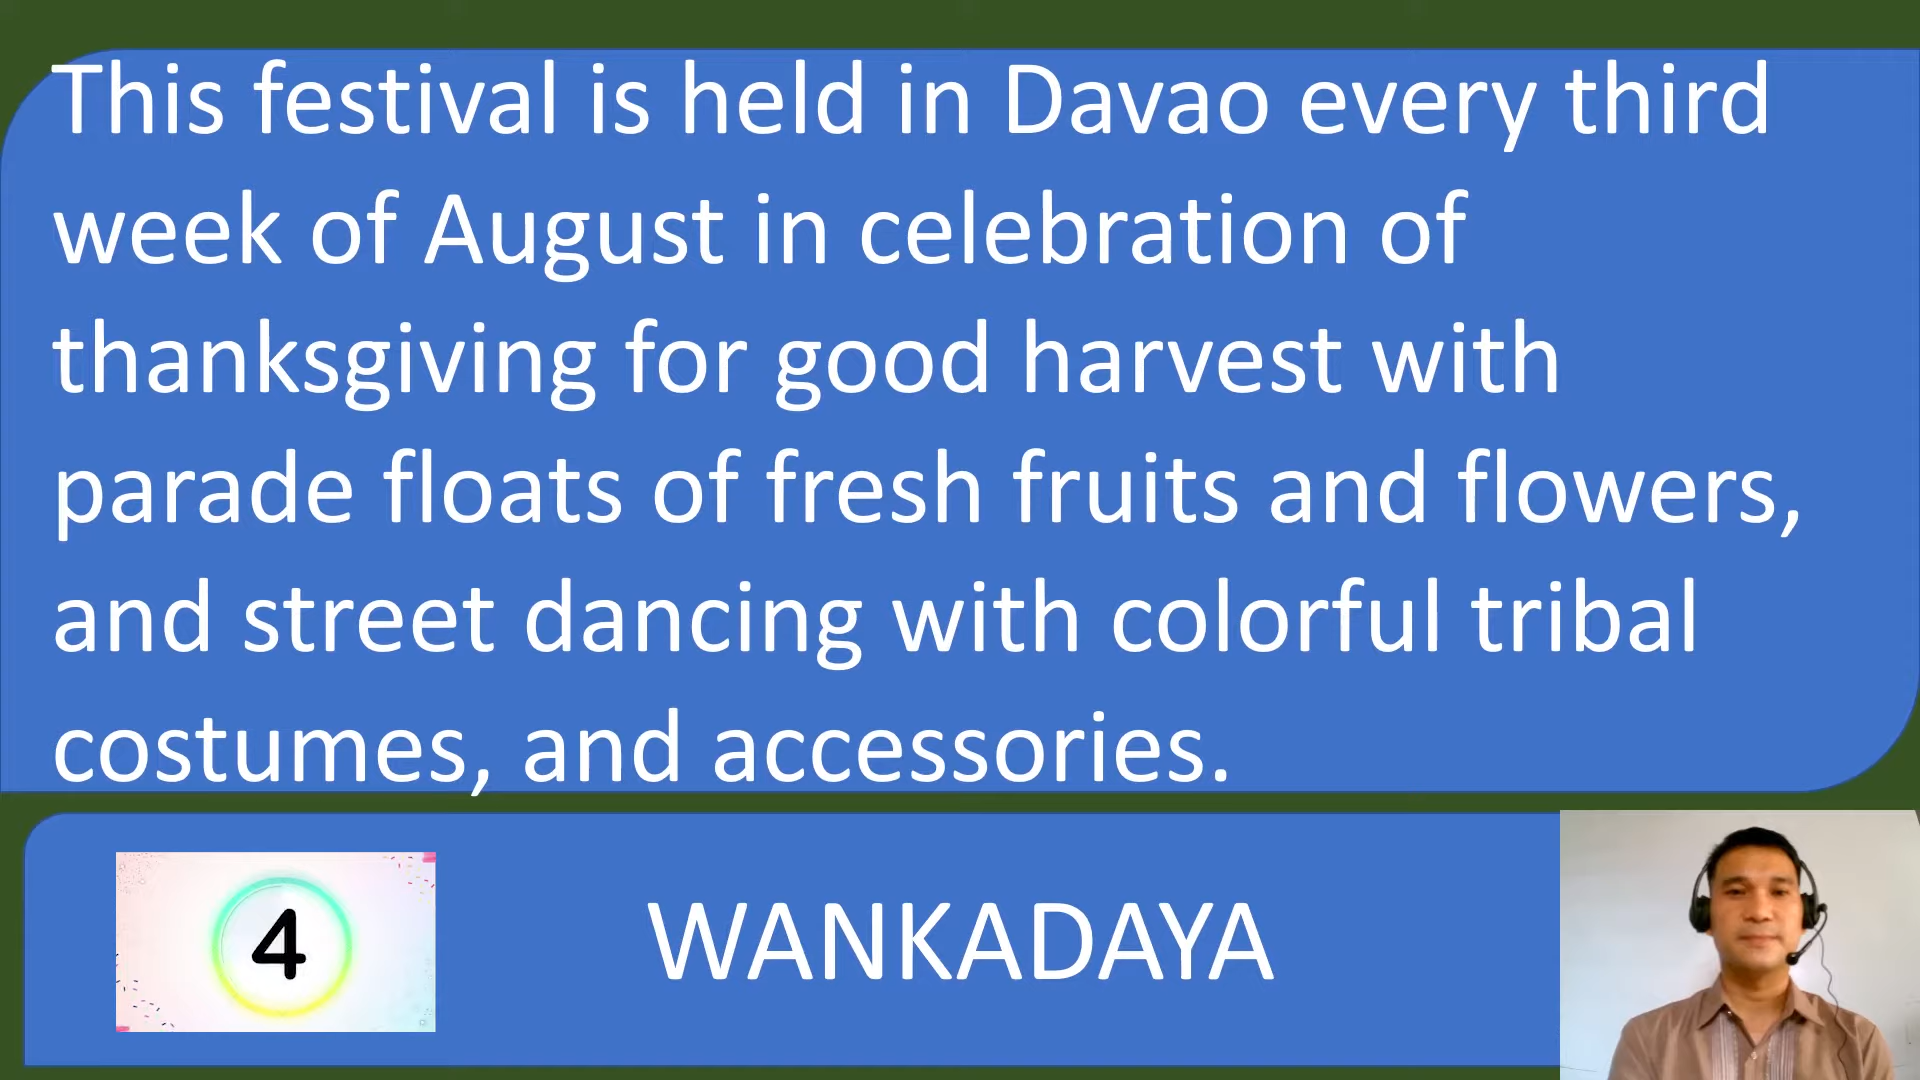 This festival is held in Davao every third
week of August in celebration of
thanksgiving for good harvest with
parade floats of fresh fruits and flowers,
and street dancing with colorful tribal
costumes, and accessories.
4
WANKADAYA